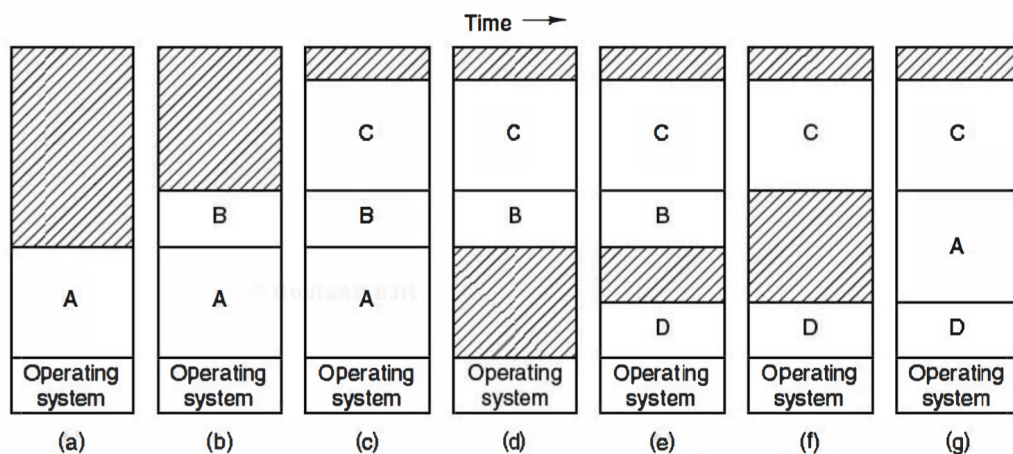 Time
C C C C C
B B B B A
A A A D D D
Operating system Operating system Operating system Operating system Operating system Operating system Operating system
(a) (b) (c) (d) (e) (f) (g)